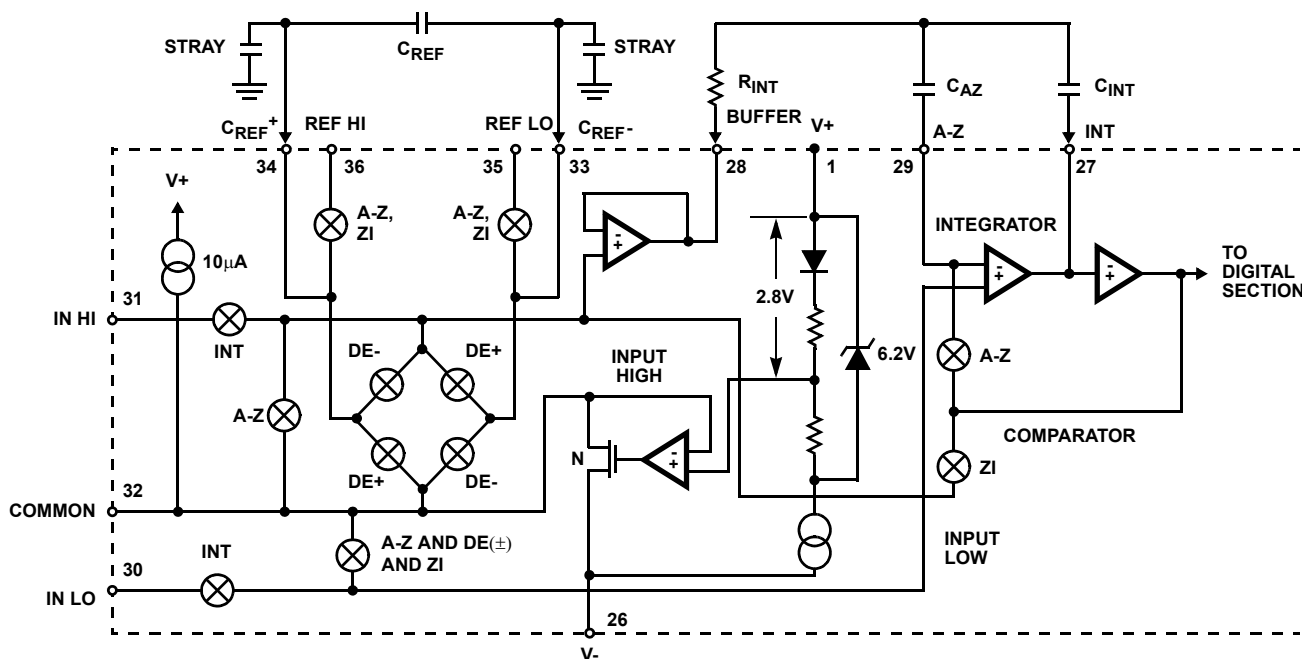 STRAY
C_REF
STRAY
R_INT
C_AZ
C_INT
C_REF+
REF HI
REF LO
C_REF-
BUFFER
V+
A-Z
INT
34
36
35
33
28
1
29
27
V+
A-Z,
ZI
A-Z,
ZI
-
+
INTEGRATOR
10µA
2.8V
-
+
-
TO
DIGITAL
SECTION
31
IN HI
INT
DE-
DE+
INPUT
HIGH
6.2V
A-Z
A-Z
DE+
DE-
N
-
+
COMPARATOR
ZI
32
COMMON
A-Z AND DE(±)
AND ZI
INPUT
LOW
INT
30
IN LO
26
V-